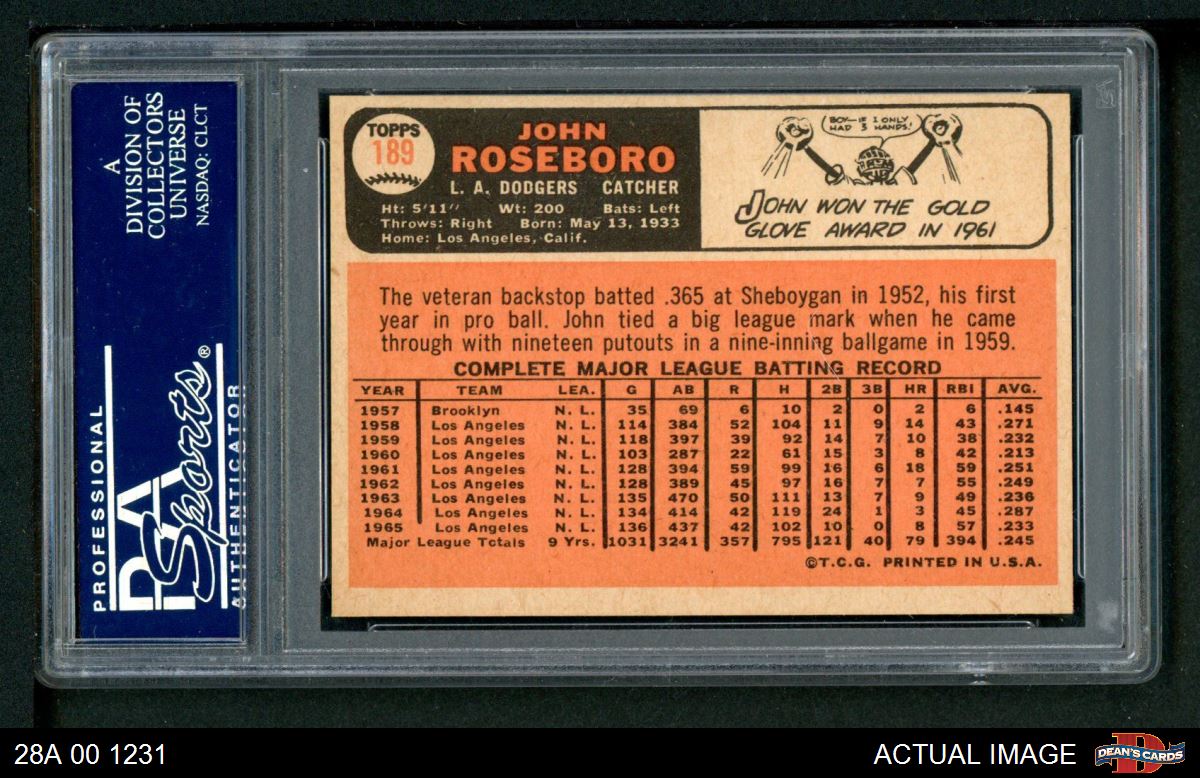 A
DIVISION OF
COLLECTORS
UNIVERSE
NASDAQ: CLCT
PROFESSIONAL
PSA
Sports®
AUTHENTICATOR
TOPPS
189
JOHN
ROSEBORO
L. A. DODGERS CATCHER
Ht: 5'11" Wt: 200 Bats: Left
Throws: Right Born: May 13, 1933
Home: Los Angeles, Calif.
BOY—IF I ONLY
HAD 3 HANDS!
JOHN WON THE GOLD
GLOVE AWARD IN 1961
The veteran backstop batted .365 at Sheboygan in 1952, his first
year in pro ball. John tied a big league mark when he came
through with nineteen putouts in a nine-inning ballgame in 1959.
COMPLETE MAJOR LEAGUE BATTING RECORD
YEAR TEAM LEA. G AB R H 2B 3B HR RBI AVG.
1957 Brooklyn N. L. 35 69 6 10 2 0 2 6 .145
1958 Los Angeles N. L. 114 384 52 104 11 9 14 43 .271
1959 Los Angeles N. L. 118 397 39 92 14 7 10 38 .232
1960 Los Angeles N. L. 103 287 22 61 15 3 8 42 .213
1961 Los Angeles N. L. 128 394 59 99 16 6 18 59 .251
1962 Los Angeles N. L. 128 389 45 97 16 7 7 55 .249
1963 Los Angeles N. L. 135 470 50 111 13 7 9 49 .236
1964 Los Angeles N. L. 134 414 42 119 24 1 3 45 .287
1965 Los Angeles N. L. 136 437 42 102 10 0 8 57 .233
Major League Totals 9 Yrs. 1031 3241 357 795 121 40 79 394 .245
©T.C.G. PRINTED IN U.S.A.
28A 00 1231
ACTUAL IMAGE
DEAN'S CARDS